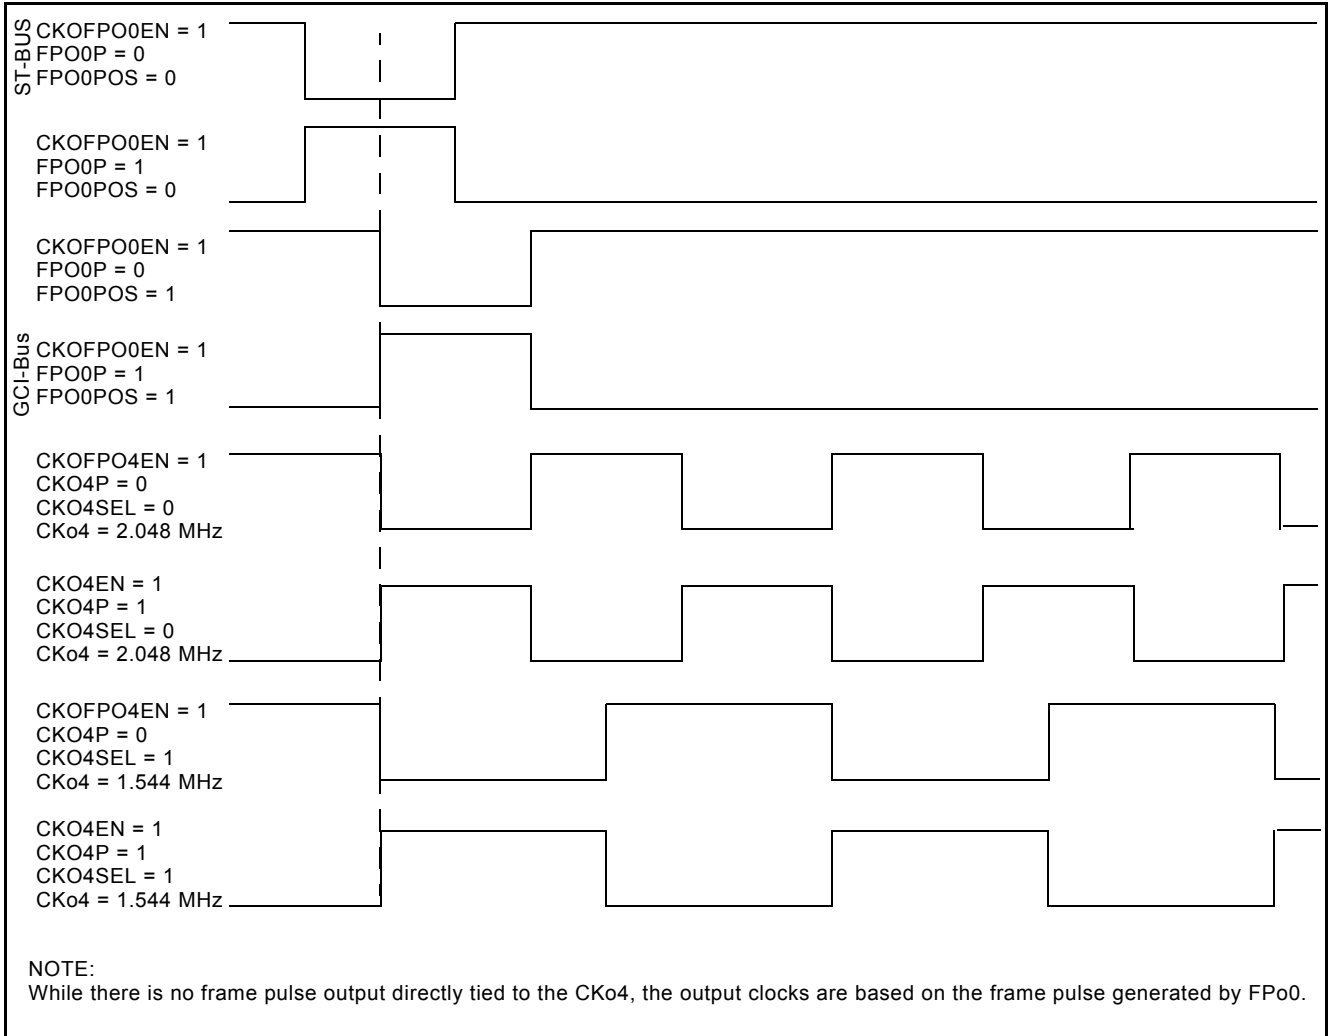 ST-BUS
CKOFPO0EN = 1
FPO0P = 0
FPO0POS = 0
CKOFPO0EN = 1
FPO0P = 1
FPO0POS = 0
CKOFPO0EN = 1
FPO0P = 0
FPO0POS = 1
GCI-Bus
CKOFPO0EN = 1
FPO0P = 1
FPO0POS = 1
CKOFPO4EN = 1
CKO4P = 0
CKO4SEL = 0
CKo4 = 2.048 MHz
CKO4EN = 1
CKO4P = 1
CKO4SEL = 0
CKo4 = 2.048 MHz
CKOFPO4EN = 1
CKO4P = 0
CKO4SEL = 1
CKo4 = 1.544 MHz
CKO4EN = 1
CKO4P = 1
CKO4SEL = 1
CKo4 = 1.544 MHz
NOTE:
While there is no frame pulse output directly tied to the CKo4, the output clocks are based on the frame pulse generated by FPo0.